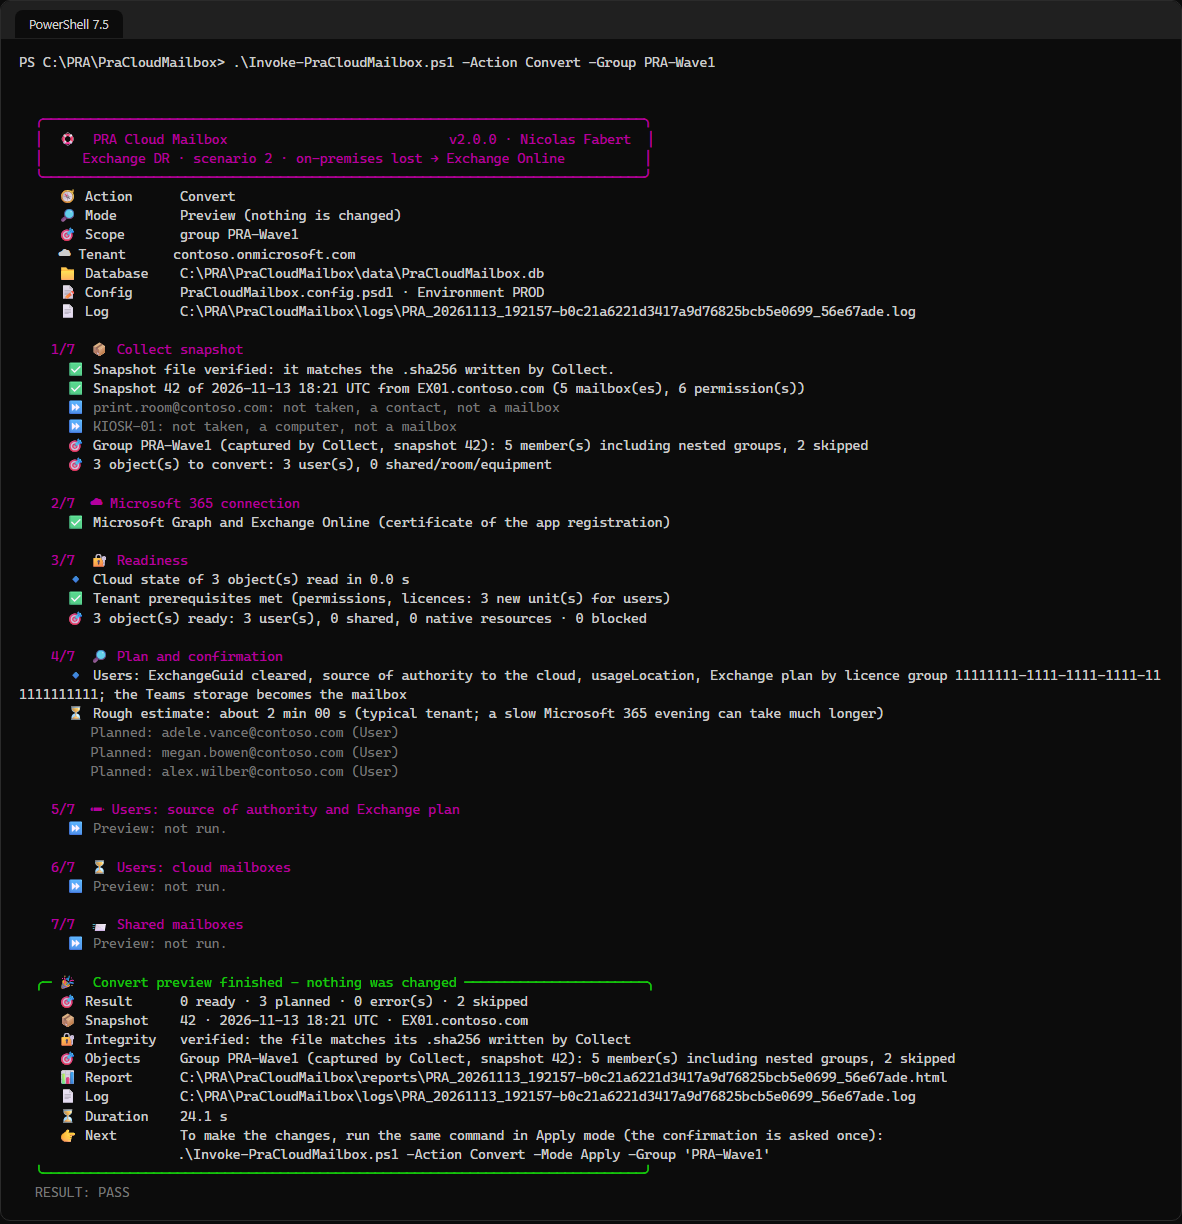 PowerShell 7.5
PS C:\PRA\PraCloudMailbox> .\Invoke-PraCloudMailbox.ps1 -Action Convert -Group PRA-Wave1
PRA Cloud Mailbox v2.0.0 · Nicolas Fabert
Exchange DR · scenario 2 · on-premises lost → Exchange Online
Action Convert
Mode Preview (nothing is changed)
Scope group PRA-Wave1
Tenant contoso.onmicrosoft.com
Database C:\PRA\PraCloudMailbox\data\PraCloudMailbox.db
Config PraCloudMailbox.config.psd1 · Environment PROD
Log C:\PRA\PraCloudMailbox\logs\PRA_20261113_192157-b0c21a6221d3417a9d76825bcb5e0699_56e67ade.log
1/7 Collect snapshot
Snapshot file verified: it matches the .sha256 written by Collect.
Snapshot 42 of 2026-11-13 18:21 UTC from EX01.contoso.com (5 mailbox(es), 6 permission(s))
print.room@contoso.com: not taken, a contact, not a mailbox
KIOSK-01: not taken, a computer, not a mailbox
Group PRA-Wave1 (captured by Collect, snapshot 42): 5 member(s) including nested groups, 2 skipped
3 object(s) to convert: 3 user(s), 0 shared/room/equipment
2/7 Microsoft 365 connection
Microsoft Graph and Exchange Online (certificate of the app registration)
3/7 Readiness
Cloud state of 3 object(s) read in 0.0 s
Tenant prerequisites met (permissions, licences: 3 new unit(s) for users)
3 object(s) ready: 3 user(s), 0 shared, 0 native resources · 0 blocked
4/7 Plan and confirmation
Users: ExchangeGuid cleared, source of authority to the cloud, usageLocation, Exchange plan by licence group 11111111-1111-1111-1111-11
1111111111; the Teams storage becomes the mailbox
Rough estimate: about 2 min 00 s (typical tenant; a slow Microsoft 365 evening can take much longer)
Planned: adele.vance@contoso.com (User)
Planned: megan.bowen@contoso.com (User)
Planned: alex.wilber@contoso.com (User)
5/7 Users: source of authority and Exchange plan
Preview: not run.
6/7 Users: cloud mailboxes
Preview: not run.
7/7 Shared mailboxes
Preview: not run.
Convert preview finished — nothing was changed
Result 0 ready · 3 planned · 0 error(s) · 2 skipped
Snapshot 42 · 2026-11-13 18:21 UTC · EX01.contoso.com
Integrity verified: the file matches its .sha256 written by Collect
Objects Group PRA-Wave1 (captured by Collect, snapshot 42): 5 member(s) including nested groups, 2 skipped
Report C:\PRA\PraCloudMailbox\reports\PRA_20261113_192157-b0c21a6221d3417a9d76825bcb5e0699_56e67ade.html
Log C:\PRA\PraCloudMailbox\logs\PRA_20261113_192157-b0c21a6221d3417a9d76825bcb5e0699_56e67ade.log
Duration 24.1 s
Next To make the changes, run the same command in Apply mode (the confirmation is asked once):
.\Invoke-PraCloudMailbox.ps1 -Action Convert -Mode Apply -Group 'PRA-Wave1'
RESULT: PASS